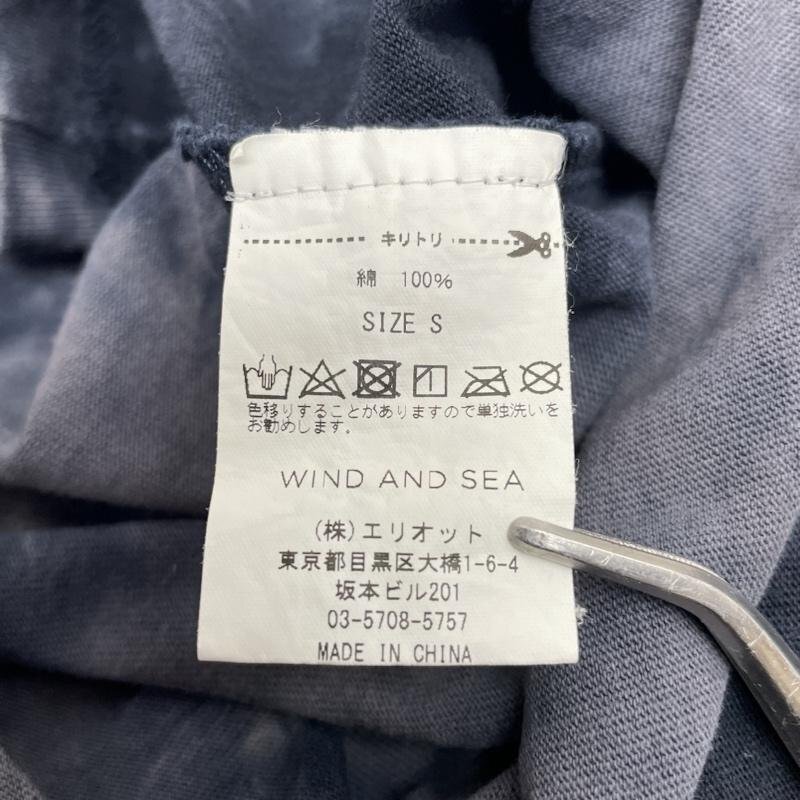 キリトリ
綿 100%
SIZE S
色移りすることがありますので単独洗いを
お勧めします。
WIND AND SEA
(株)エリオット
東京都目黒区大橋1-6-4
坂本ビル201
03-5708-5757
MADE IN CHINA